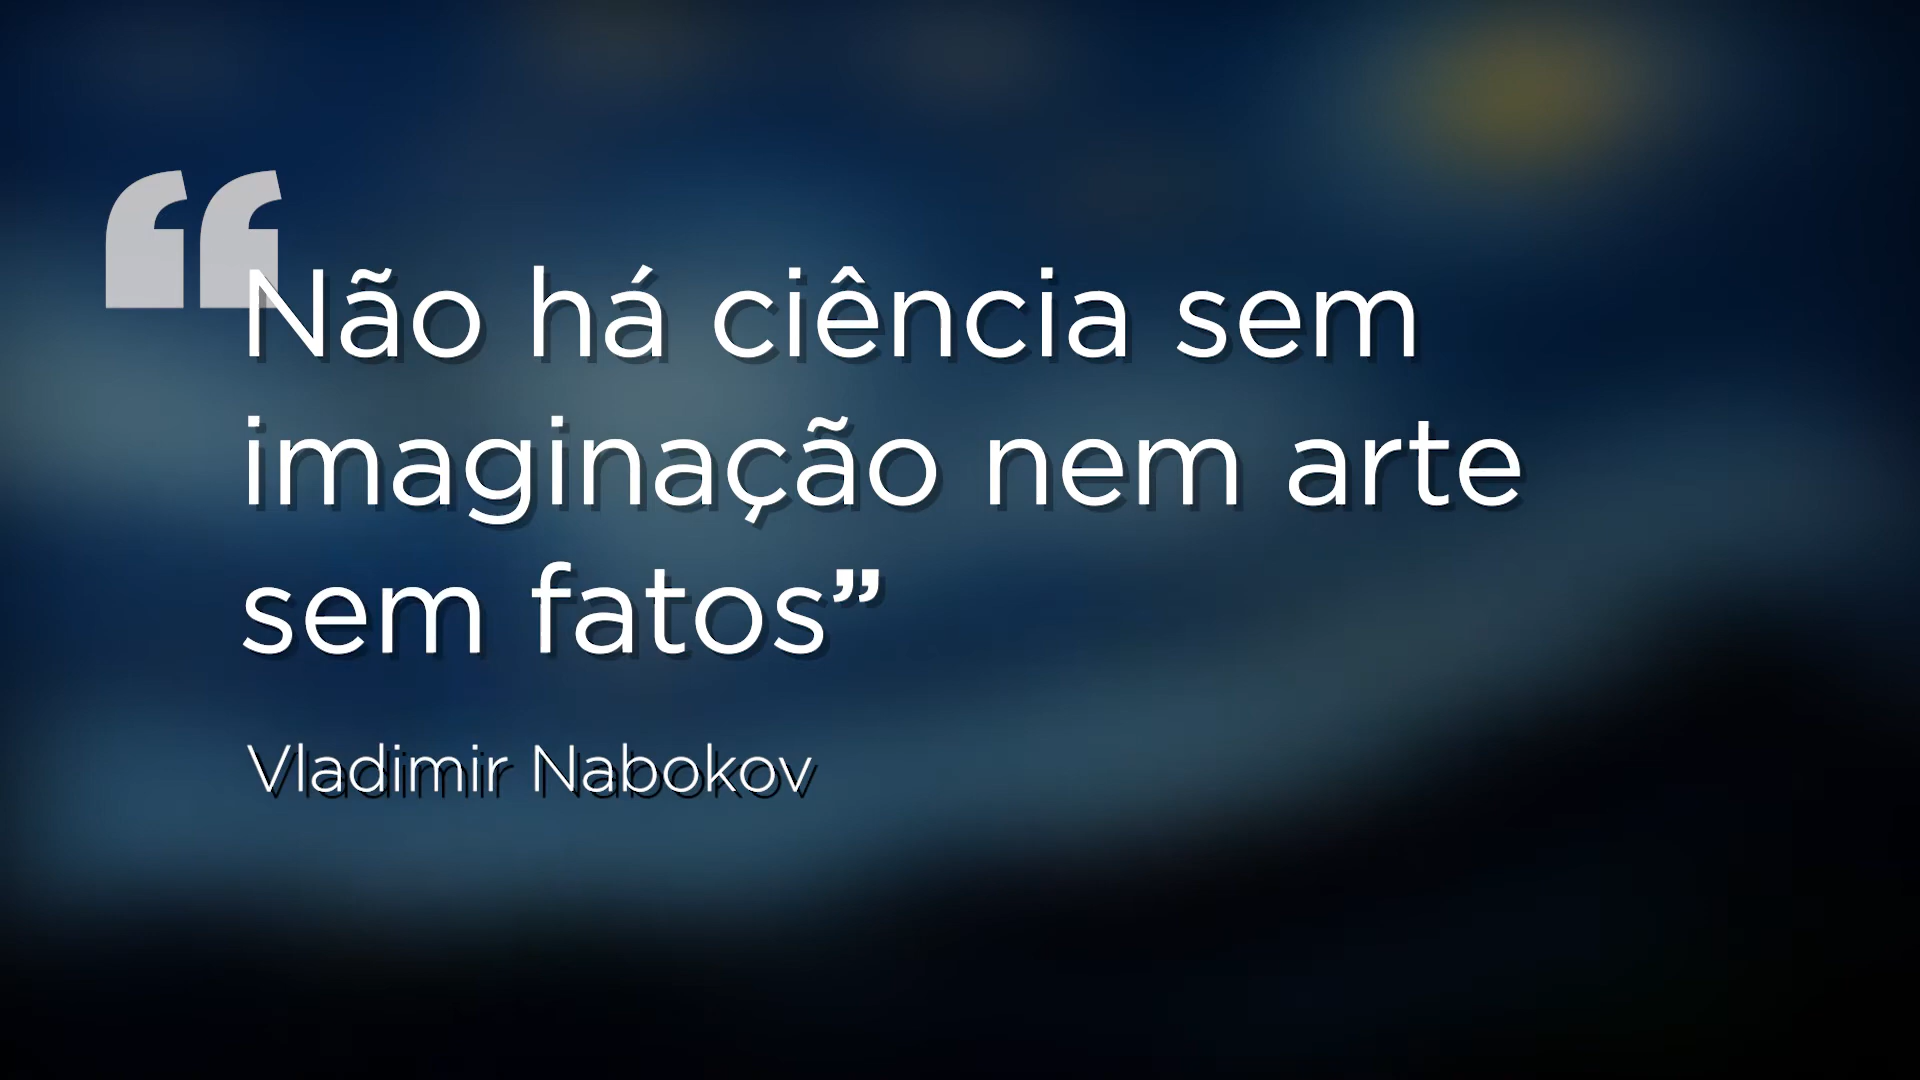 “Não há ciência sem
imaginação nem arte
sem fatos”
Vladimir Nabokov